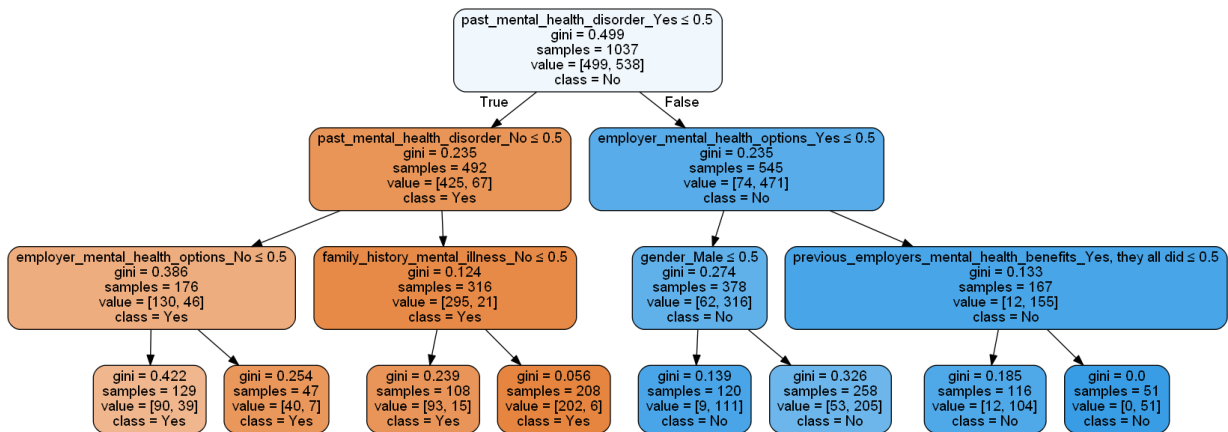 past_mental_health_disorder_Yes ≤ 0.5
gini = 0.499
samples = 1037
value = [499, 538]
class = No
True
False
past_mental_health_disorder_No ≤ 0.5
gini = 0.235
samples = 492
value = [425, 67]
class = Yes
employer_mental_health_options_Yes ≤ 0.5
gini = 0.235
samples = 545
value = [74, 471]
class = No
employer_mental_health_options_No ≤ 0.5
gini = 0.386
samples = 176
value = [130, 46]
class = Yes
family_history_mental_illness_No ≤ 0.5
gini = 0.124
samples = 316
value = [295, 21]
class = Yes
gender_Male ≤ 0.5
gini = 0.274
samples = 378
value = [62, 316]
class = No
previous_employers_mental_health_benefits_Yes, they all did ≤ 0.5
gini = 0.133
samples = 167
value = [12, 155]
class = No
gini = 0.422
samples = 129
value = [90, 39]
class = Yes
gini = 0.254
samples = 47
value = [40, 7]
class = Yes
gini = 0.239
samples = 108
value = [93, 15]
class = Yes
gini = 0.056
samples = 208
value = [202, 6]
class = Yes
gini = 0.139
samples = 120
value = [9, 111]
class = No
gini = 0.326
samples = 258
value = [53, 205]
class = No
gini = 0.185
samples = 116
value = [12, 104]
class = No
gini = 0.0
samples = 51
value = [0, 51]
class = No